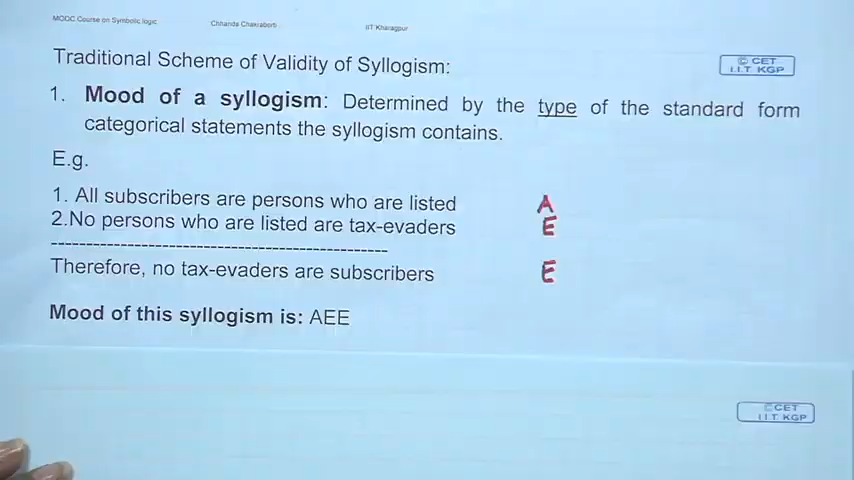 MOOC Course on Symbolic logic Chhanda Chakraborti IIT Kharagpur
Traditional Scheme of Validity of Syllogism:
© CET
I.I.T. KGP
1. Mood of a syllogism: Determined by the type of the standard form
categorical statements the syllogism contains.
E.g.
1. All subscribers are persons who are listed A
2.No persons who are listed are tax-evaders E
------------------------------------------------
Therefore, no tax-evaders are subscribers E
Mood of this syllogism is: AEE
© CET
I.I.T. KGP